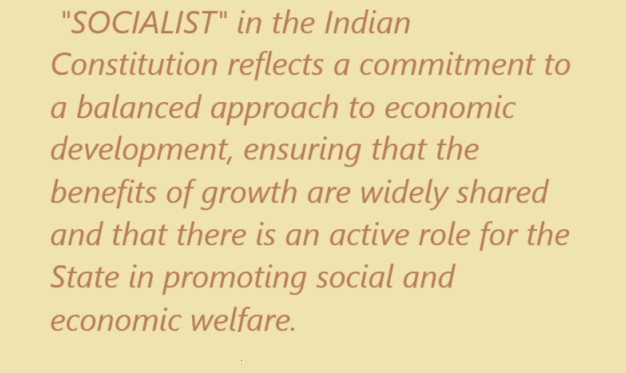 "SOCIALIST" in the Indian
Constitution reflects a commitment to
a balanced approach to economic
development, ensuring that the
benefits of growth are widely shared
and that there is an active role for the
State in promoting social and
economic welfare.